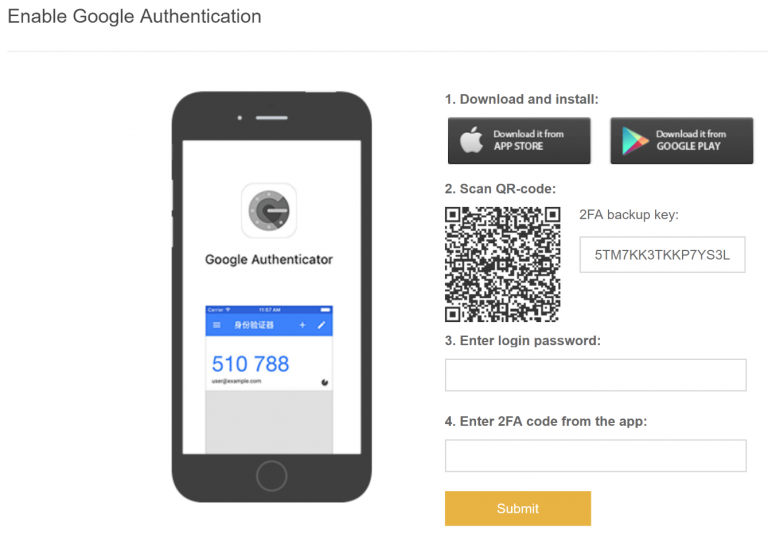 Enable Google Authentication
Google Authenticator
Carrier
11:57 AM
身份验证器
510 788
user@example.com
1. Download and install:
Download it from
APP STORE
Download it from
GOOGLE PLAY
2. Scan QR-code:
2FA backup key:
5TM7KK3TKKP7YS3L
3. Enter login password:
4. Enter 2FA code from the app:
Submit